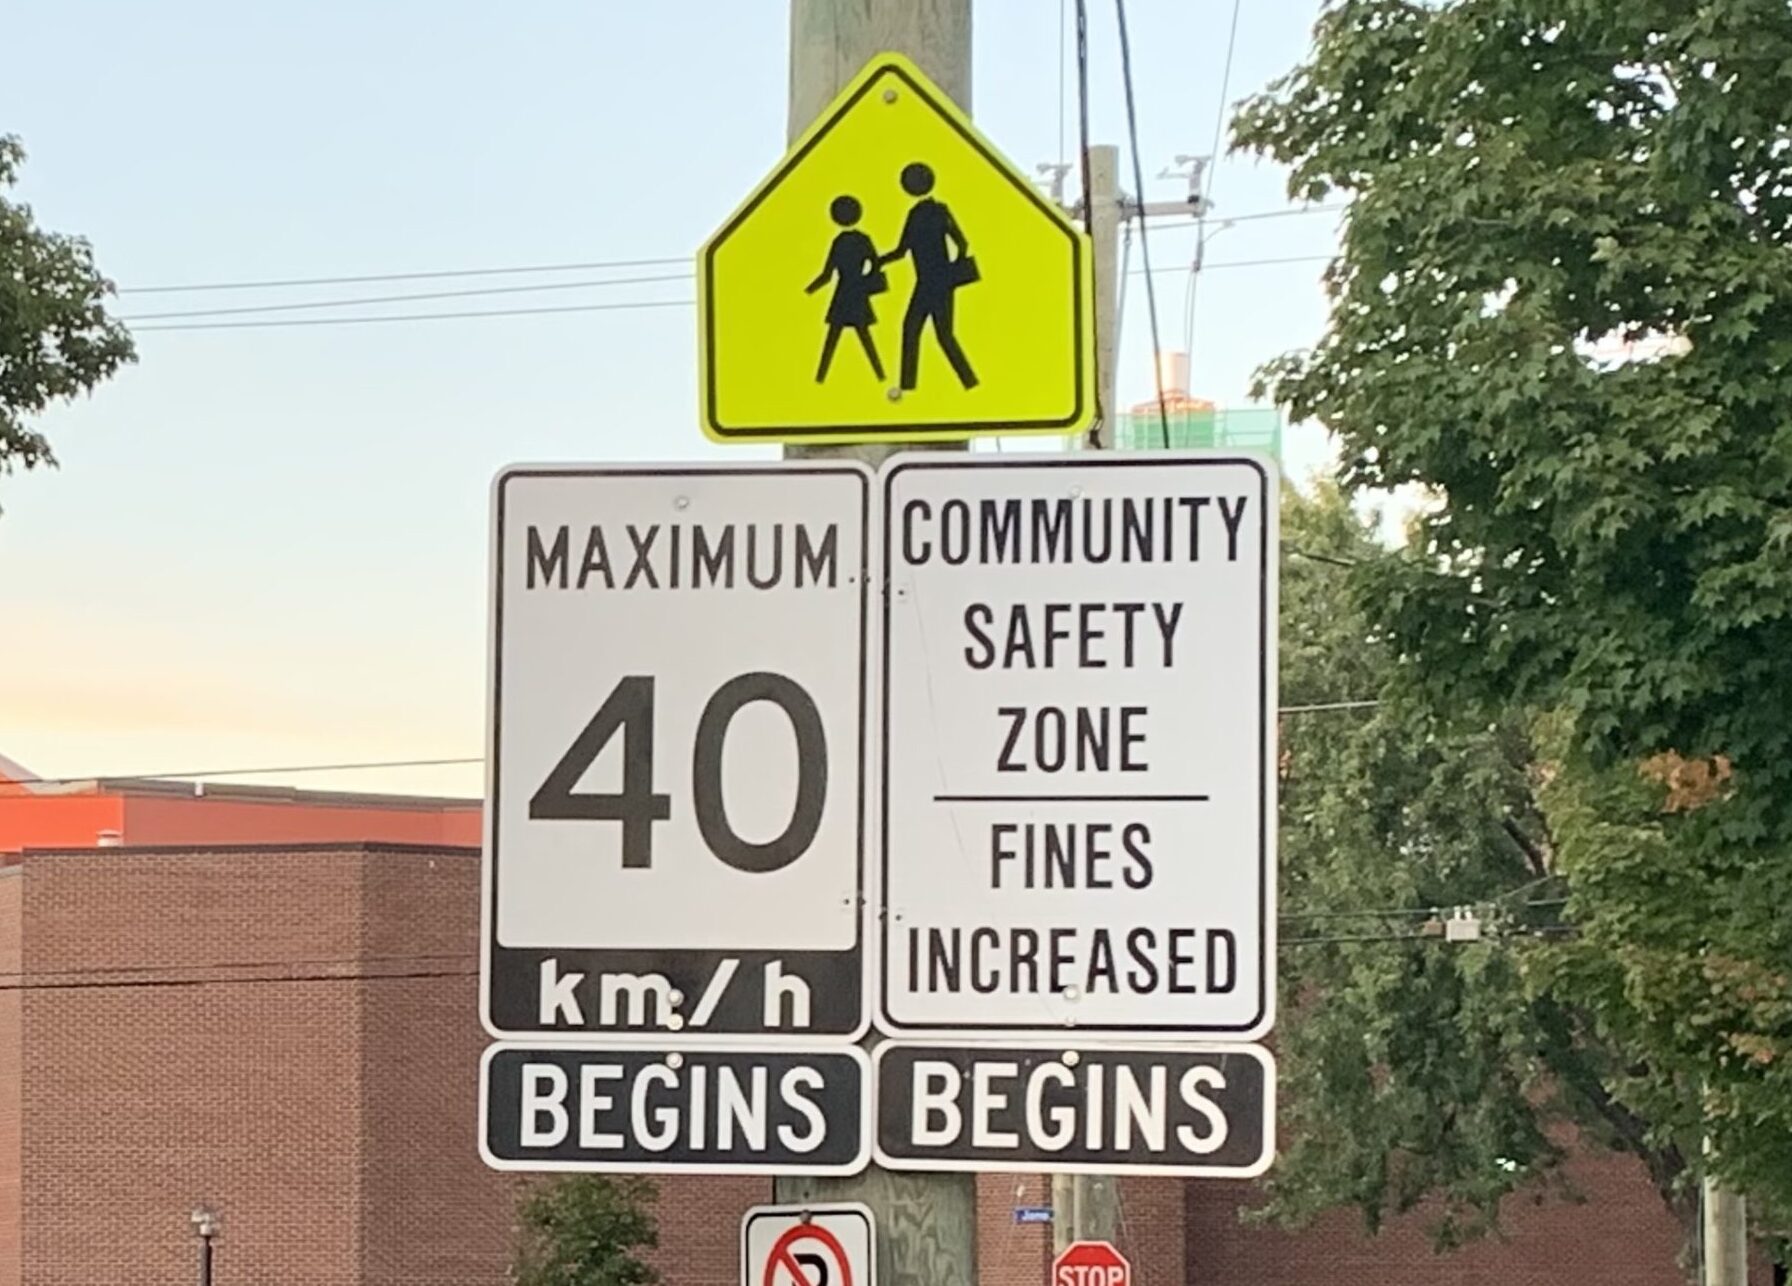 MAXIMUM
40
km/h
BEGINS
COMMUNITY
SAFETY
ZONE
FINES
INCREASED
BEGINS
STOP